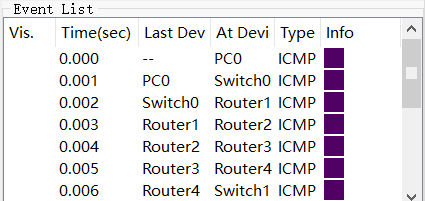 Event List
Vis. Time(sec) Last Dev At Devi Type Info
0.000 -- PC0 ICMP
0.001 PC0 Switch0 ICMP
0.002 Switch0 Router1 ICMP
0.003 Router1 Router2 ICMP
0.004 Router2 Router3 ICMP
0.005 Router3 Router4 ICMP
0.006 Router4 Switch1 ICMP